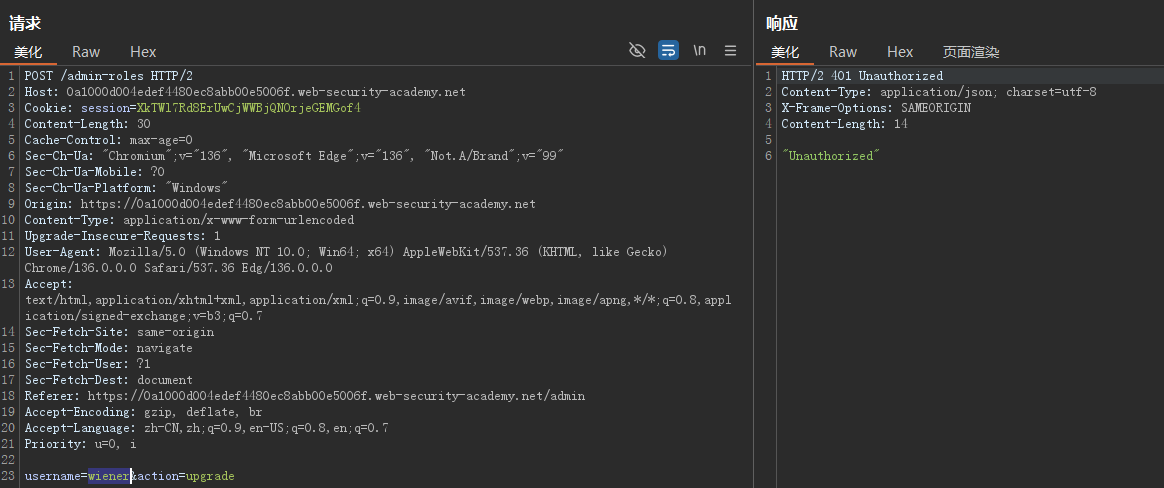 请求
美化 Raw Hex \n
1 POST /admin-roles HTTP/2
2 Host: 0a1000d004edef4480ec8abb00e5006f.web-security-academy.net
3 Cookie: session=XkTWl7Rd8ErUwCjWWBjQNOrjeGEMGof4
4 Content-Length: 30
5 Cache-Control: max-age=0
6 Sec-Ch-Ua: "Chromium";v="136", "Microsoft Edge";v="136", "Not.A/Brand";v="99"
7 Sec-Ch-Ua-Mobile: ?0
8 Sec-Ch-Ua-Platform: "Windows"
9 Origin: https://0a1000d004edef4480ec8abb00e5006f.web-security-academy.net
10 Content-Type: application/x-www-form-urlencoded
11 Upgrade-Insecure-Requests: 1
12 User-Agent: Mozilla/5.0 (Windows NT 10.0; Win64; x64) AppleWebKit/537.36 (KHTML, like Gecko)
Chrome/136.0.0.0 Safari/537.36 Edg/136.0.0.0
13 Accept:
text/html,application/xhtml+xml,application/xml;q=0.9,image/avif,image/webp,image/apng,*/*;q=0.8,appl
ication/signed-exchange;v=b3;q=0.7
14 Sec-Fetch-Site: same-origin
15 Sec-Fetch-Mode: navigate
16 Sec-Fetch-User: ?1
17 Sec-Fetch-Dest: document
18 Referer: https://0a1000d004edef4480ec8abb00e5006f.web-security-academy.net/admin
19 Accept-Encoding: gzip, deflate, br
20 Accept-Language: zh-CN,zh;q=0.9,en-US;q=0.8,en;q=0.7
21 Priority: u=0, i
22
23 username=wiener&action=upgrade
响应
美化 Raw Hex 页面渲染
1 HTTP/2 401 Unauthorized
2 Content-Type: application/json; charset=utf-8
3 X-Frame-Options: SAMEORIGIN
4 Content-Length: 14
5
6 "Unauthorized"